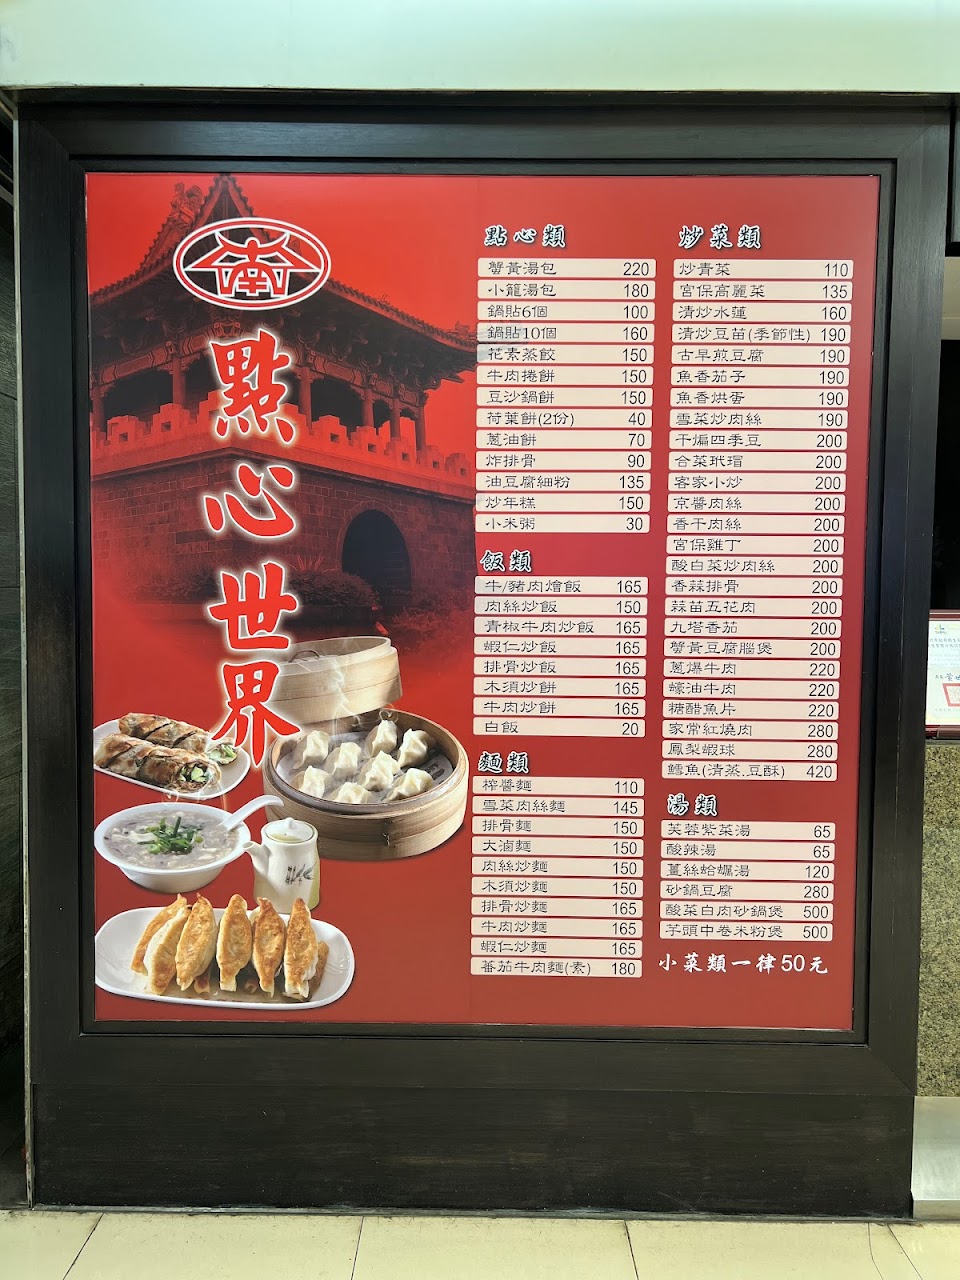 南
點心世界
點心類
蟹黃湯包 220
小籠湯包 180
鍋貼6個 100
鍋貼10個 160
花素蒸餃 150
牛肉捲餅 150
豆沙鍋餅 150
荷葉餅(2份) 40
蔥油餅 70
炸排骨 90
油豆腐細粉 135
炒年糕 150
小米粥 30
飯類
牛/豬肉燴飯 165
肉絲炒飯 150
青椒牛肉炒飯 165
蝦仁炒飯 165
排骨炒飯 165
木須炒餅 165
牛肉炒餅 165
白飯 20
麵類
榨醬麵 110
雪菜肉絲麵 145
排骨麵 150
大滷麵 150
肉絲炒麵 150
木須炒麵 150
排骨炒麵 165
牛肉炒麵 165
蝦仁炒麵 165
蕃茄牛肉麵(素) 180
炒菜類
炒青菜 110
宮保高麗菜 135
清炒水蓮 160
清炒豆苗(季節性) 190
古早煎豆腐 190
魚香茄子 190
魚香烘蛋 190
雪菜炒肉絲 190
干煸四季豆 200
合菜玳瑁 200
客家小炒 200
京醬肉絲 200
香干肉絲 200
宮保雞丁 200
酸白菜炒肉絲 200
香蒜排骨 200
蒜苗五花肉 200
九塔香茄 200
蟹黃豆腐腦煲 200
蔥爆牛肉 220
蠔油牛肉 220
糖醋魚片 220
家常紅燒肉 280
鳳梨蝦球 280
鱈魚(清蒸.豆酥) 420
湯類
芙蓉紫菜湯 65
酸辣湯 65
薑絲蛤蠣湯 120
砂鍋豆腐 280
酸菜白肉砂鍋煲 500
芋頭中卷米粉煲 500
小菜類一律50元